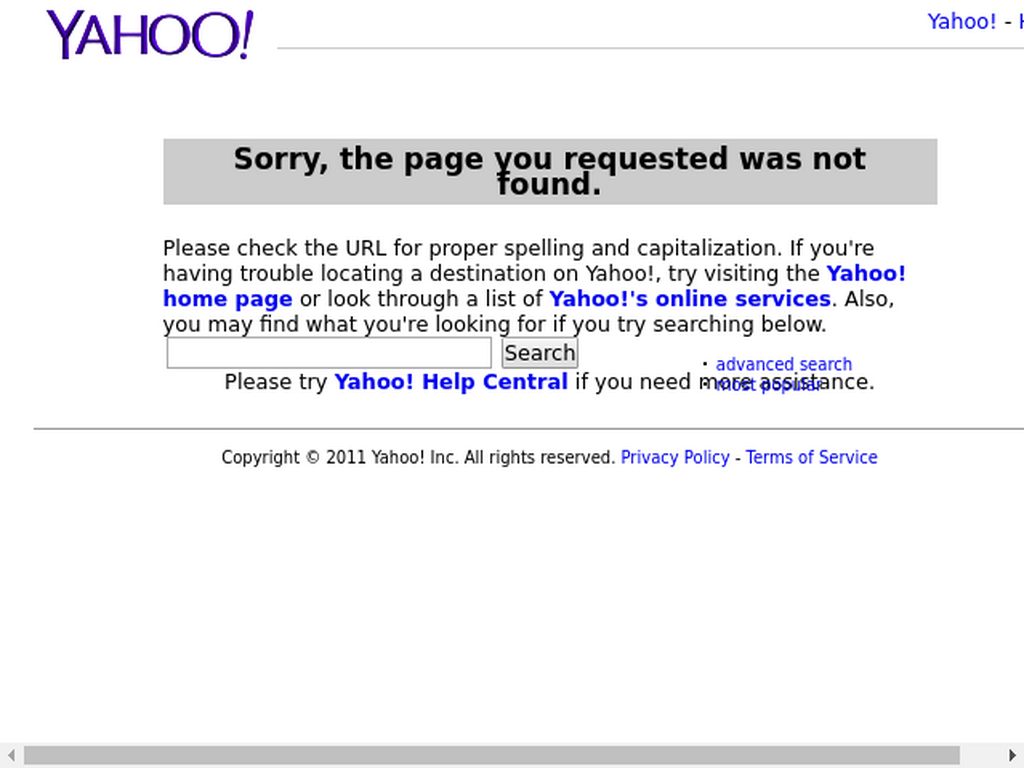 YAHOO!
Yahoo! -
Sorry, the page you requested was not
found.
Please check the URL for proper spelling and capitalization. If you're
having trouble locating a destination on Yahoo!, try visiting the Yahoo!
home page or look through a list of Yahoo!'s online services. Also,
you may find what you're looking for if you try searching below.
Search
• advanced search
• most popular
Please try Yahoo! Help Central if you need more assistance.
Copyright © 2011 Yahoo! Inc. All rights reserved. Privacy Policy - Terms of Service